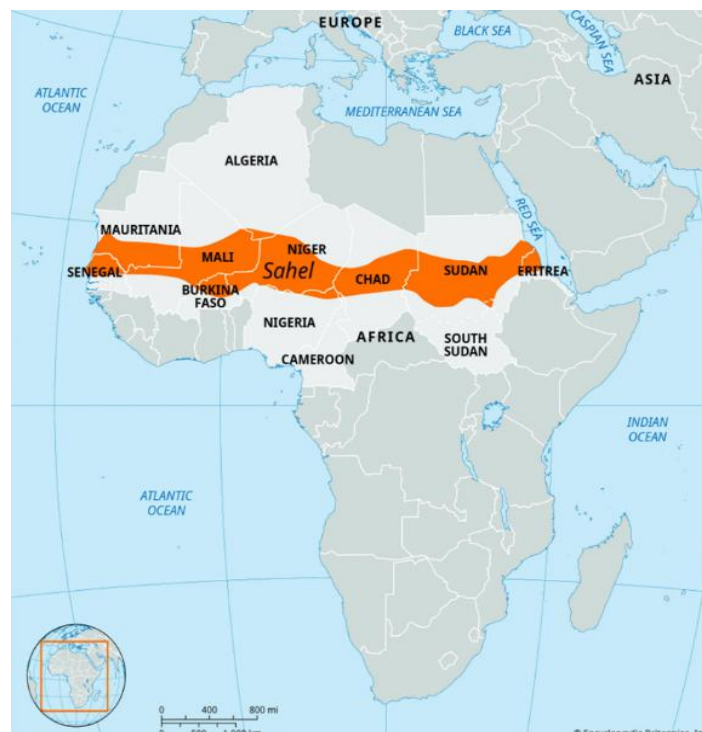 EUROPE
BLACK SEA
CASPIAN SEA
ASIA
ATLANTIC
OCEAN
MEDITERRANEAN SEA
ALGERIA
RED SEA
MAURITANIA
MALI
NIGER
Sahel
CHAD
SUDAN
ERITREA
SENEGAL
BURKINA
FASO
NIGERIA
AFRICA
SOUTH
SUDAN
CAMEROON
INDIAN
OCEAN
ATLANTIC
OCEAN
0 400 800 mi